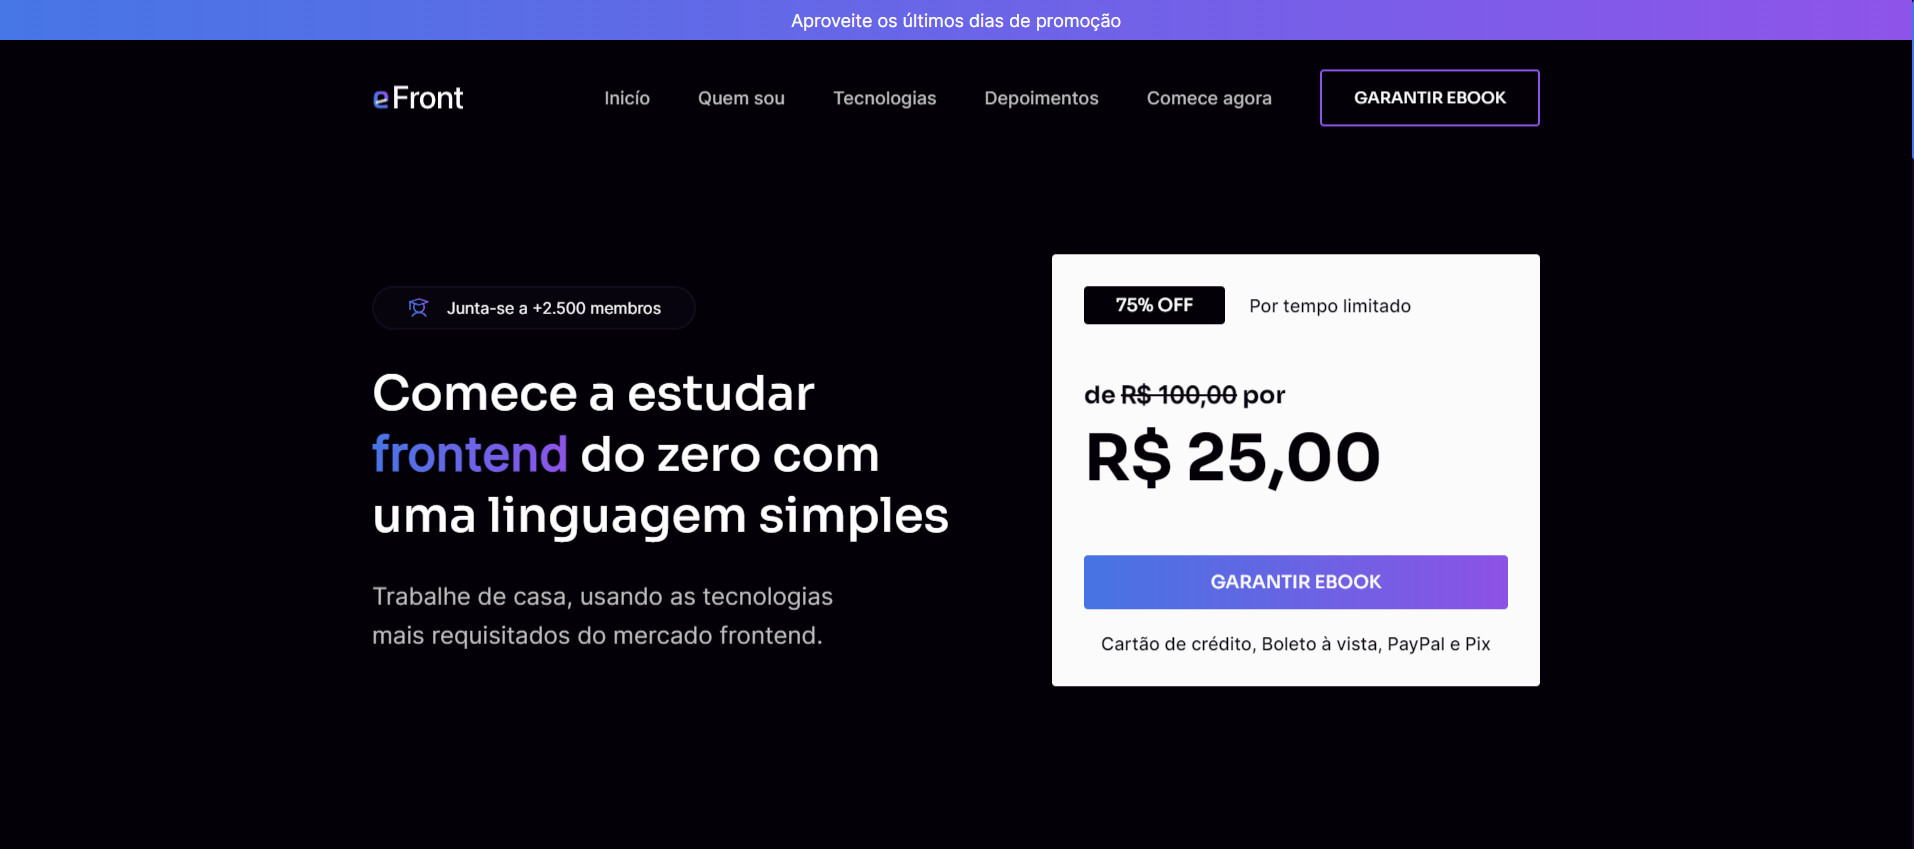 Aproveite os últimos dias de promoção
eFront
Inicío
Quem sou
Tecnologias
Depoimentos
Comece agora
GARANTIR EBOOK
Junta-se a +2.500 membros
Comece a estudar
frontend do zero com
uma linguagem simples
Trabalhe de casa, usando as tecnologias
mais requisitados do mercado frontend.
75% OFF
Por tempo limitado
de R$ 100,00 por
R$ 25,00
GARANTIR EBOOK
Cartão de crédito, Boleto à vista, PayPal e Pix